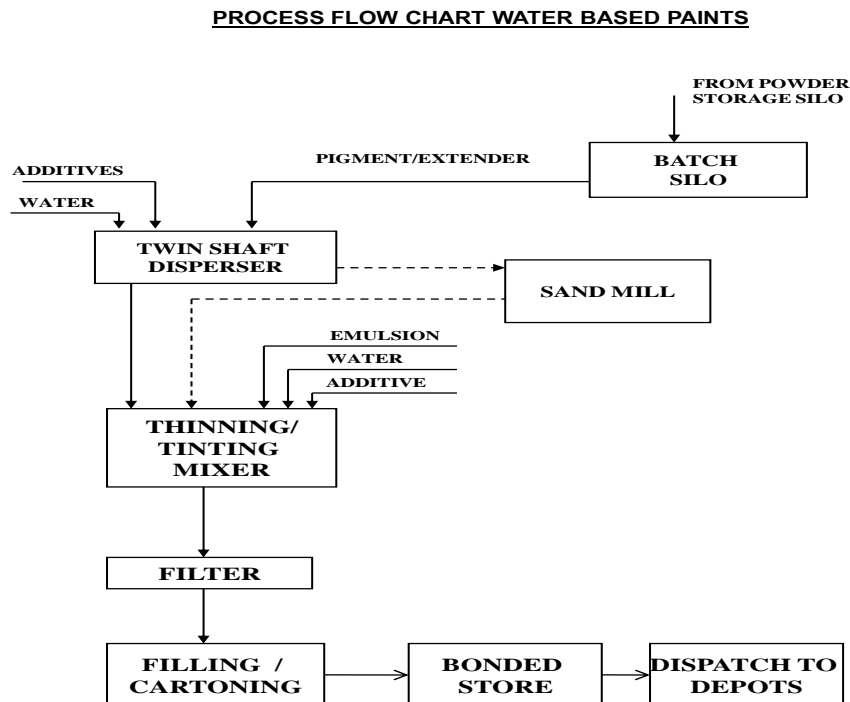 PROCESS FLOW CHART WATER BASED PAINTS
FROM POWDER
STORAGE SILO
BATCH
SILO
PIGMENT/EXTENDER
ADDITIVES
WATER
TWIN SHAFT
DISPERSER
SAND MILL
EMULSION
WATER
ADDITIVE
THINNING/
TINTING
MIXER
FILTER
FILLING /
CARTONING
BONDED
STORE
DISPATCH TO
DEPOTS